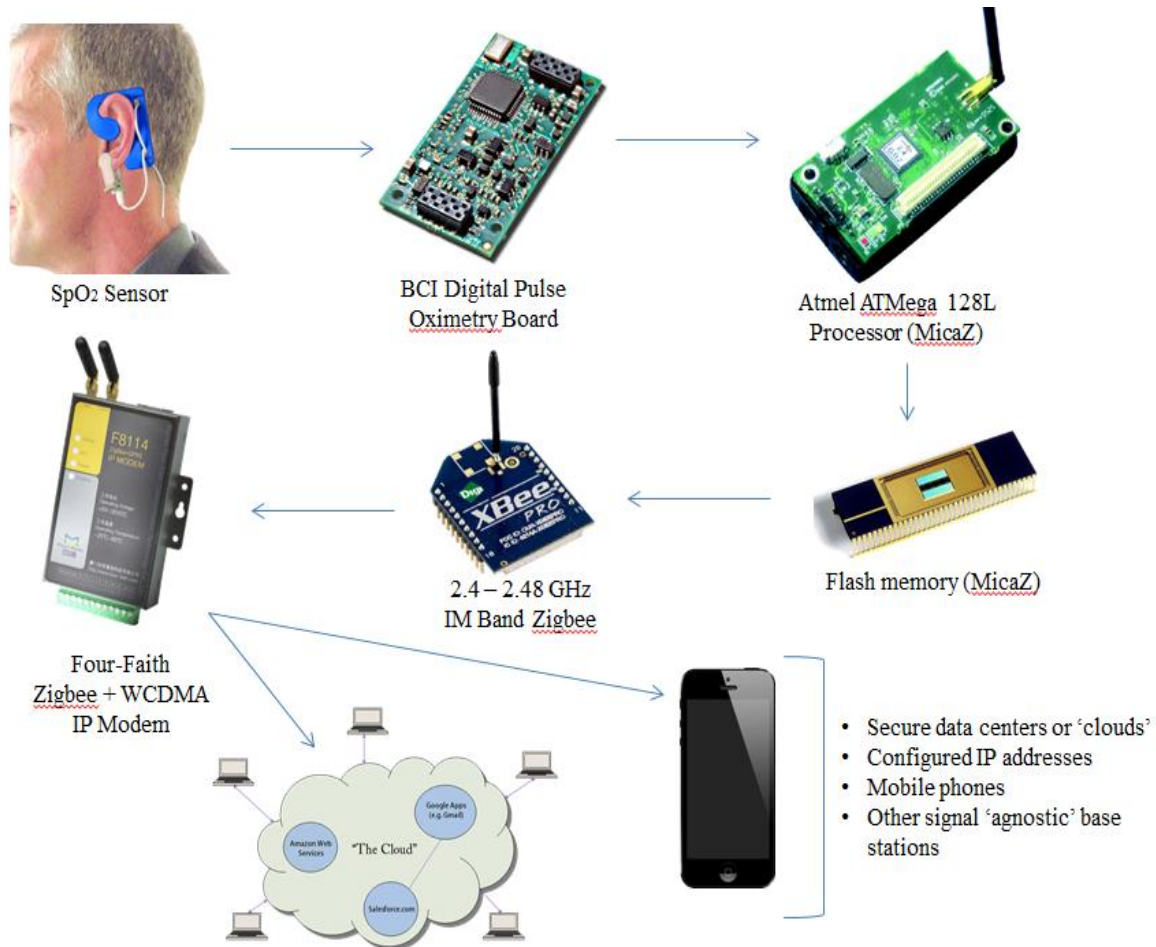 SpO₂ Sensor
BCI Digital Pulse
Oximetry Board
Atmel ATMega 128L
Processor (MicaZ)
Flash memory (MicaZ)
Digi
XBee
PRO
2.4 – 2.48 GHz
IM Band Zigbee
F8114
IP MODEM
Four-Faith
Zigbee + WCDMA
IP Modem
Amazon Web
Services
"The Cloud"
Google Apps
(e.g. Gmail)
Salesforce.com
• Secure data centers or ‘clouds’
• Configured IP addresses
• Mobile phones
• Other signal ‘agnostic’ base
stations